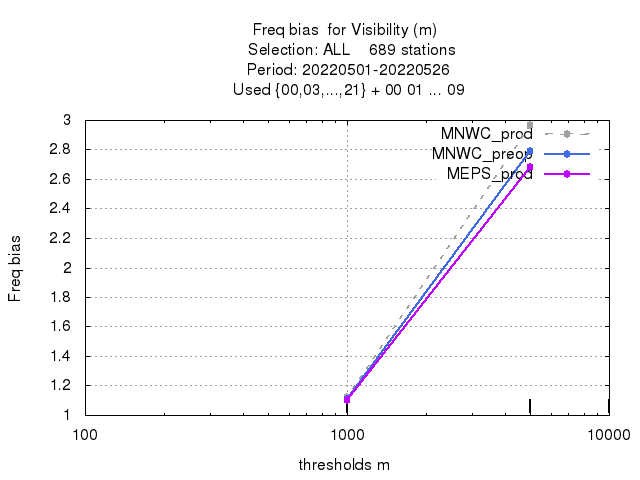 Freq bias  for Visibility (m)
Selection: ALL    689 stations
Period: 20220501-20220526
Used {00,03,...,21} + 00 01 ... 09
3
2.8
2.6
2.4
2.2
2
1.8
1.6
1.4
1.2
1
Freq bias
MNWC_prod
MNWC_preop
MEPS_prod
100
1000
10000
thresholds m